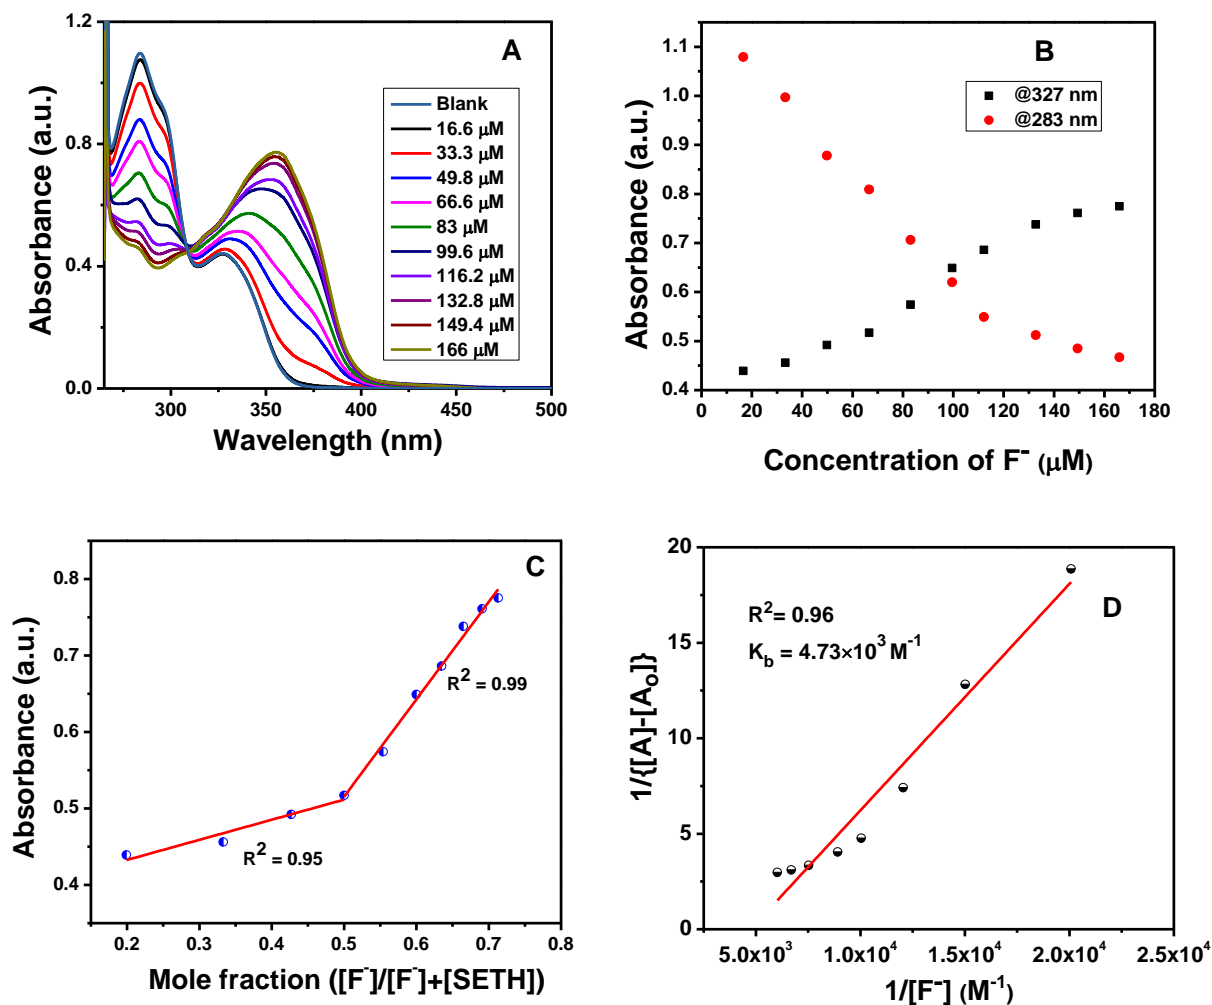 A
1.2
0.8
0.4
0.0
Absorbance (a.u.)
300
350
400
450
500
Wavelength (nm)
Blank
16.6 μM
33.3 μM
49.8 μM
66.6 μM
83 μM
99.6 μM
116.2 μM
132.8 μM
149.4 μM
166 μM
B
1.1
1.0
0.9
0.8
0.7
0.6
0.5
0.4
Absorbance (a.u.)
0
20
40
60
80
100
120
140
160
180
Concentration of F⁻ (μM)
@327 nm
@283 nm
C
0.8
0.7
0.6
0.5
0.4
Absorbance (a.u.)
R² = 0.99
R² = 0.95
0.2
0.3
0.4
0.5
0.6
0.7
0.8
Mole fraction ([F⁻]/[F⁻]+[SETH])
D
20
15
10
5
0
1/{[A]-[Aₒ]}
R² = 0.96
K_b = 4.73×10³ M⁻¹
5.0x10³
1.0x10⁴
1.5x10⁴
2.0x10⁴
2.5x10⁴
1/[F⁻] (M⁻¹)